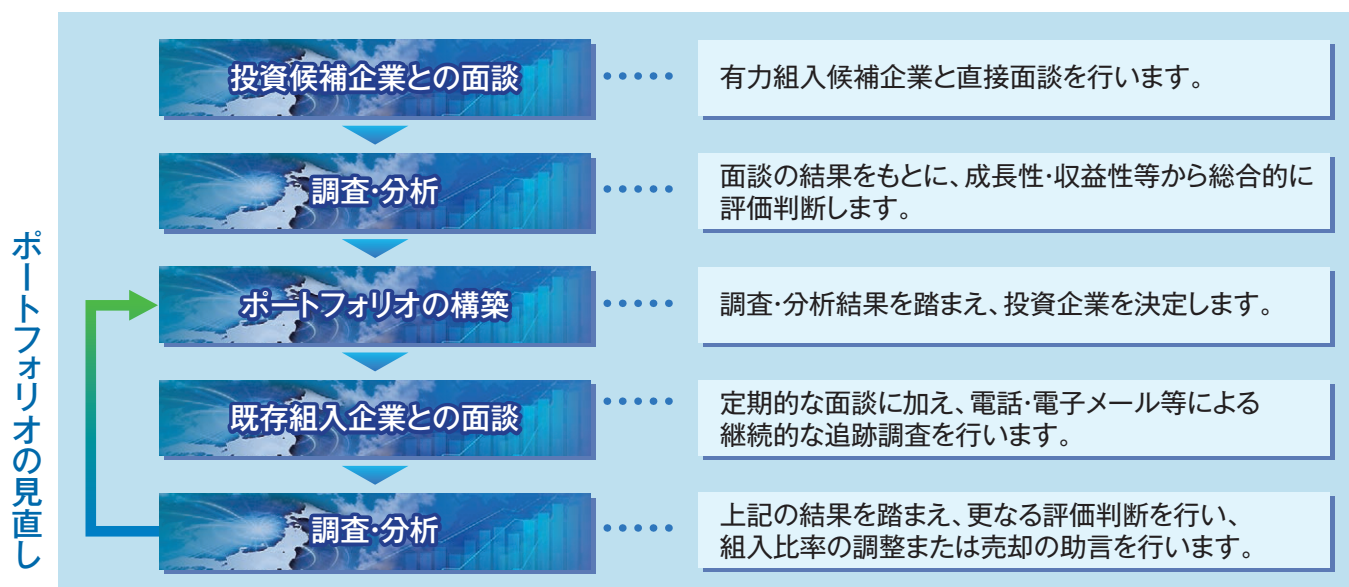 ポートフォリオの見直し
投資候補企業との面談
有力組入候補企業と直接面談を行います。
調査・分析
面談の結果をもとに、成長性・収益性等から総合的に
評価判断します。
ポートフォリオの構築
調査・分析結果を踏まえ、投資企業を決定します。
既存組入企業との面談
定期的な面談に加え、電話・電子メール等による
継続的な追跡調査を行います。
調査・分析
上記の結果を踏まえ、更なる評価判断を行い、
組入比率の調整または売却の助言を行います。